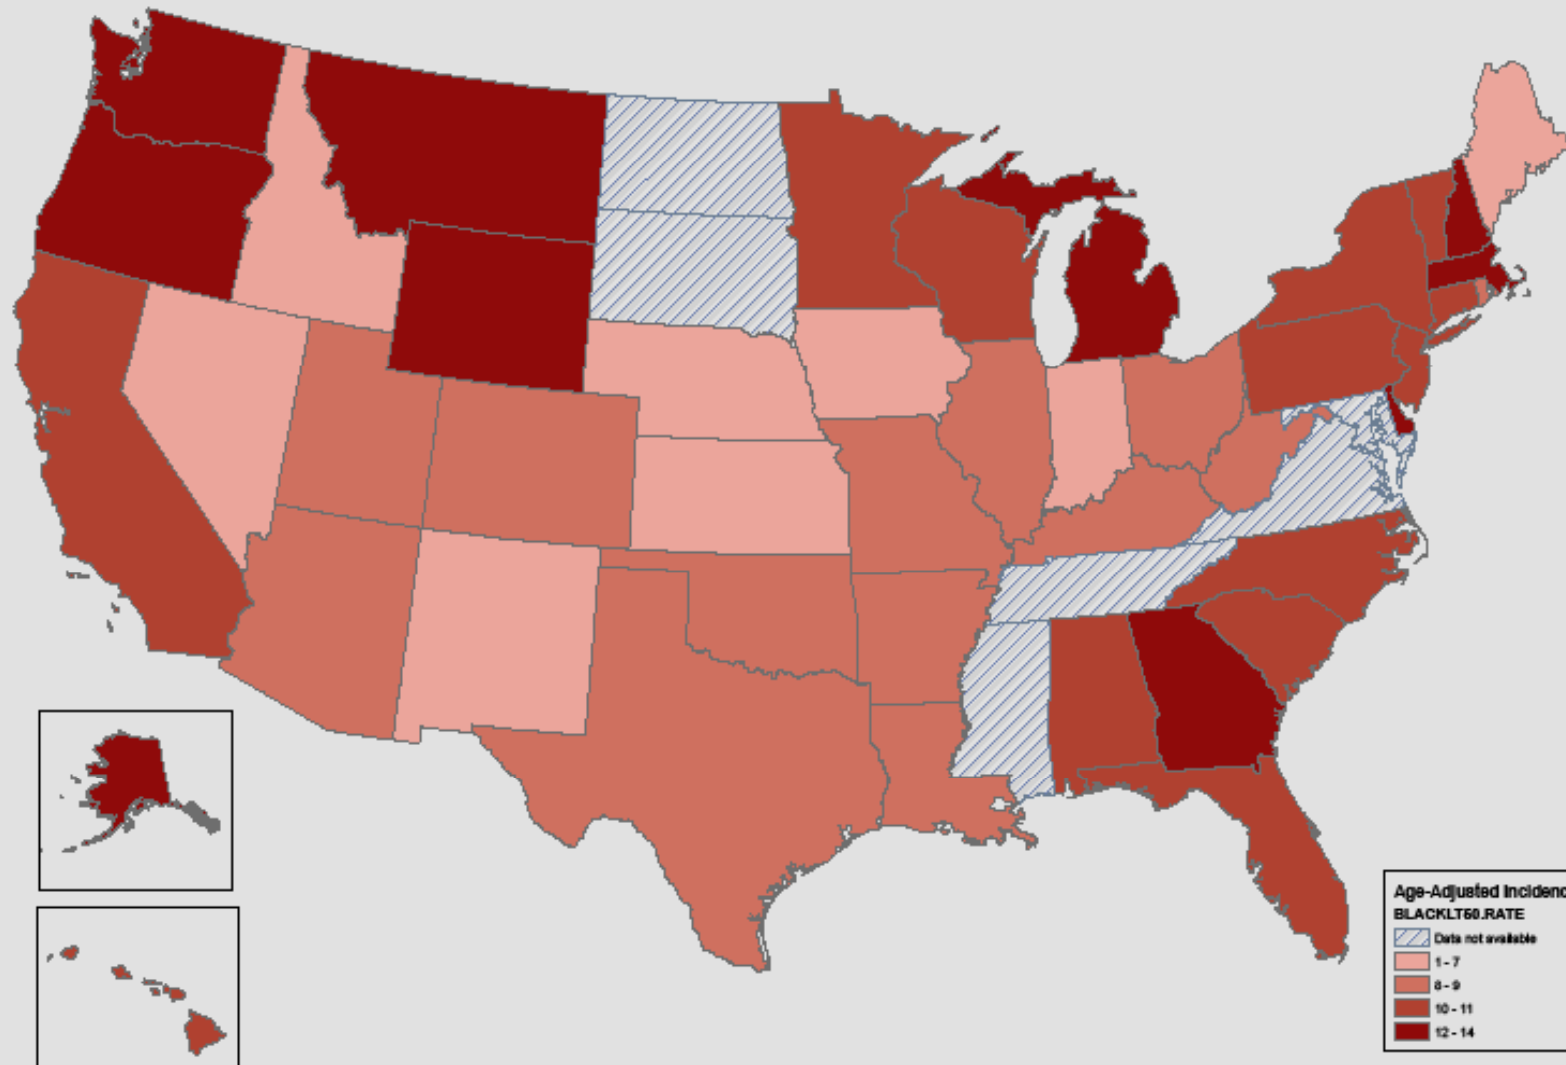 Age-Adjusted Incidenc
BLACKLT50.RATE
Data not available
1 - 7
8 - 9
10 - 11
12 - 14